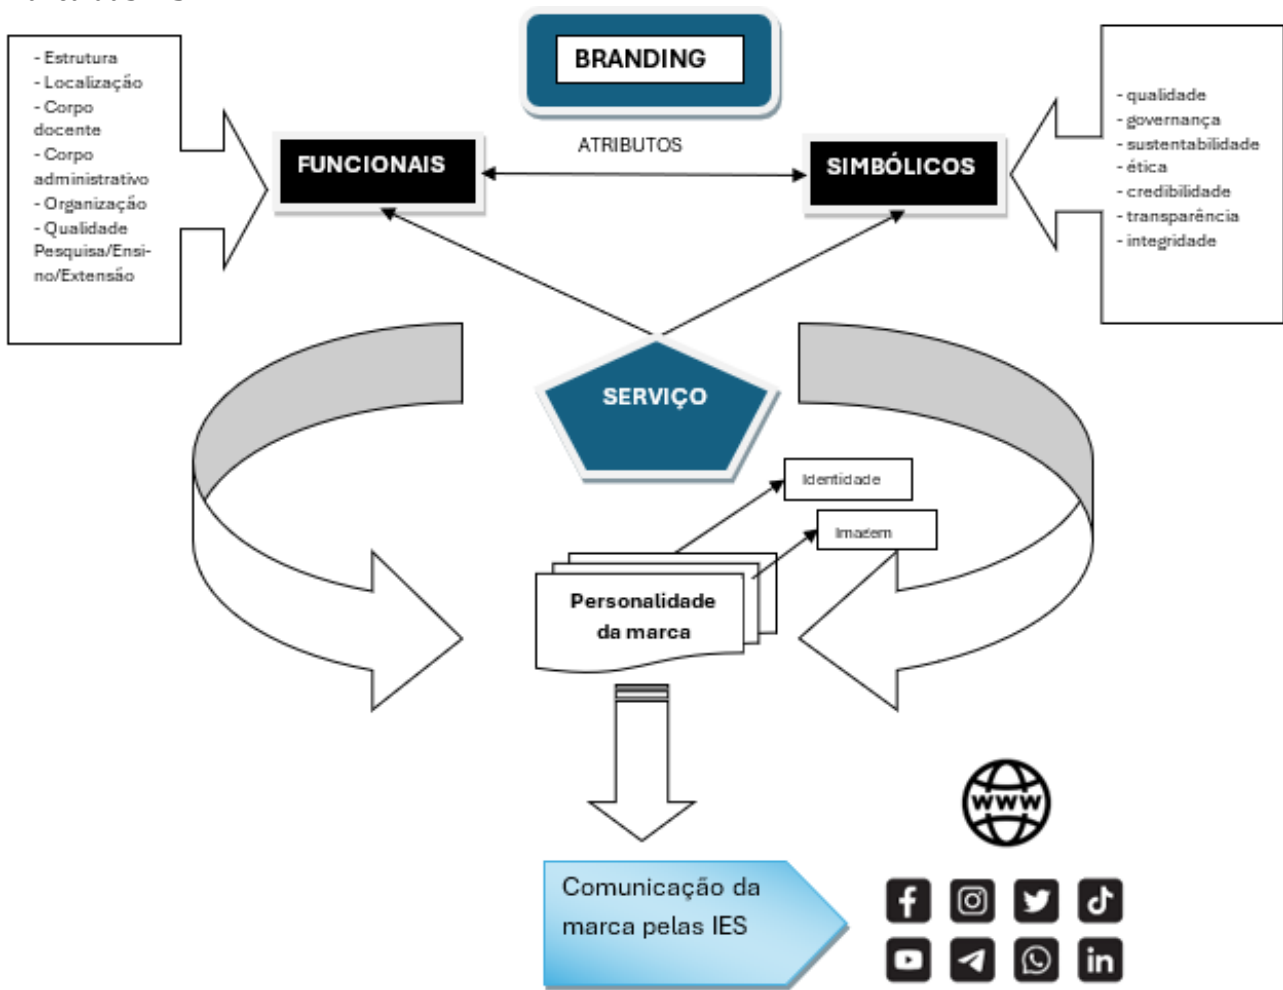 BRANDING
- Estrutura
- Localização
- Corpo
docente
- Corpo
administrativo
- Organização
- Qualidade
Pesquisa/Ensi-
no/Extensão
FUNCIONAIS
ATRIBUTOS
SIMBÓLICOS
- qualidade
- governança
- sustentabilidade
- ética
- credibilidade
- transparência
- integridade
SERVIÇO
Identidade
Imagem
Personalidade
da marca
Comunicação da
marca pelas IES
www